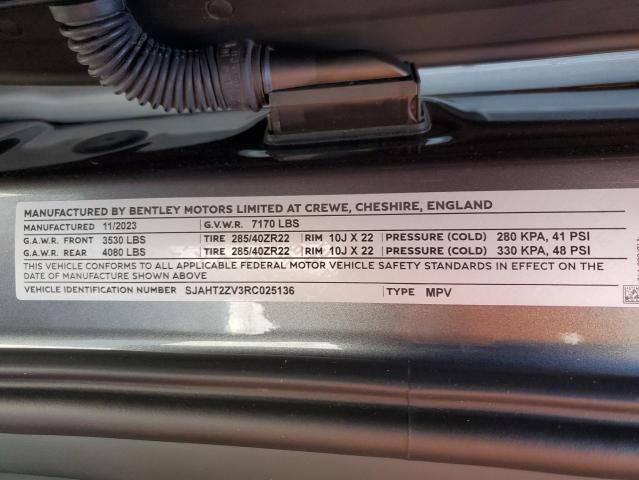 MANUFACTURED BY BENTLEY MOTORS LIMITED AT CREWE, CHESHIRE, ENGLAND
MANUFACTURED 11/2023 G.V.W.R. 7170 LBS
G.A.W.R. FRONT 3530 LBS TIRE 285/40ZR22 RIM 10J X 22 PRESSURE (COLD) 280 KPA, 41 PSI
G.A.W.R. REAR 4080 LBS TIRE 285/40ZR22 RIM 10J X 22 PRESSURE (COLD) 330 KPA, 48 PSI
THIS VEHICLE CONFORMS TO ALL APPLICABLE FEDERAL MOTOR VEHICLE SAFETY STANDARDS IN EFFECT ON THE
DATE OF MANUFACTURE SHOWN ABOVE
VEHICLE IDENTIFICATION NUMBER SJAHT2ZV3RC025136 TYPE MPV